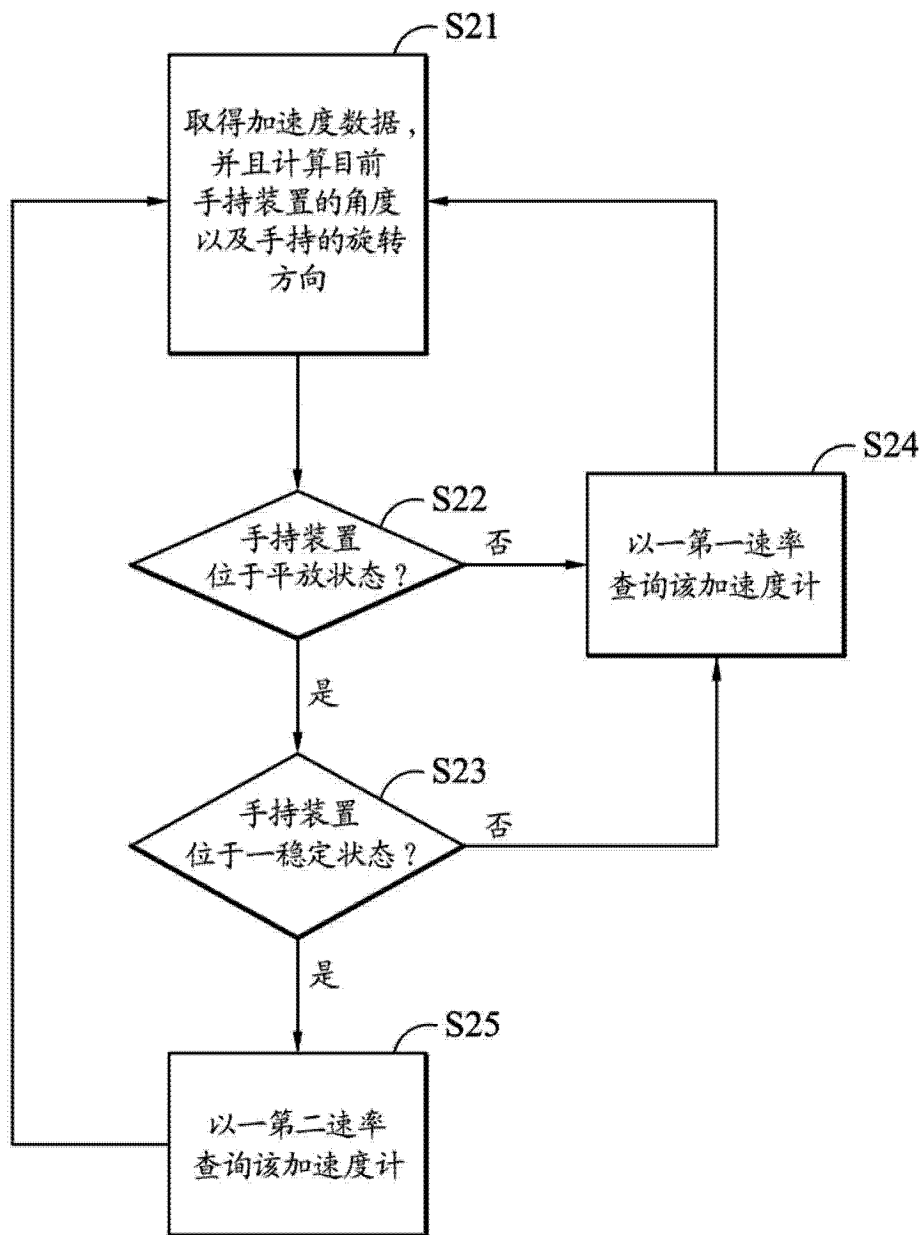 S21
取得加速度数据，
并且计算目前
手持装置的角度
以及手持的旋转
方向
S22
手持装置
位于平放状态？
否
S24
以一第一速率
查询该加速度计
是
S23
手持装置
位于一稳定状态？
否
是
S25
以一第二速率
查询该加速度计